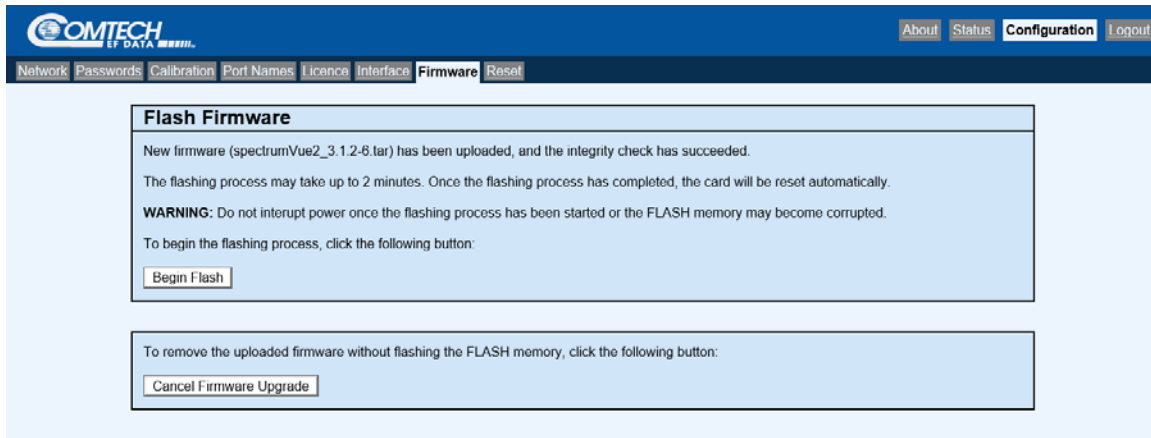 COMTECH
EF DATA
About Status Configuration Logout
Network Passwords Calibration Port Names Licence Interface Firmware Reset
Flash Firmware
New firmware (spectrumVue2_3.1.2-6.tar) has been uploaded, and the integrity check has succeeded.
The flashing process may take up to 2 minutes. Once the flashing process has completed, the card will be reset automatically.
WARNING: Do not interupt power once the flashing process has been started or the FLASH memory may become corrupted.
To begin the flashing process, click the following button:
Begin Flash
To remove the uploaded firmware without flashing the FLASH memory, click the following button:
Cancel Firmware Upgrade